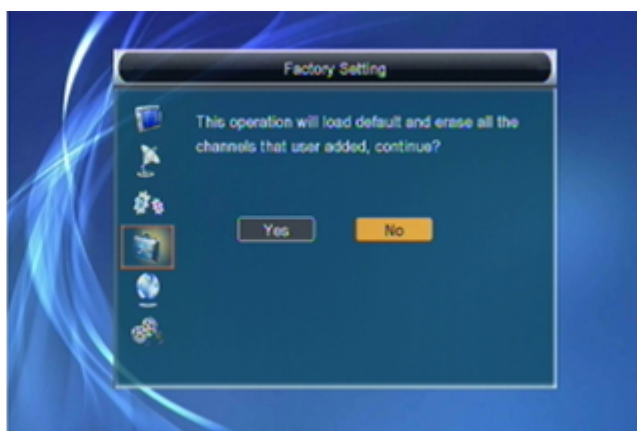 Factory Setting
This operation will load default and erase all the
channels that user added, continue?
Yes
No